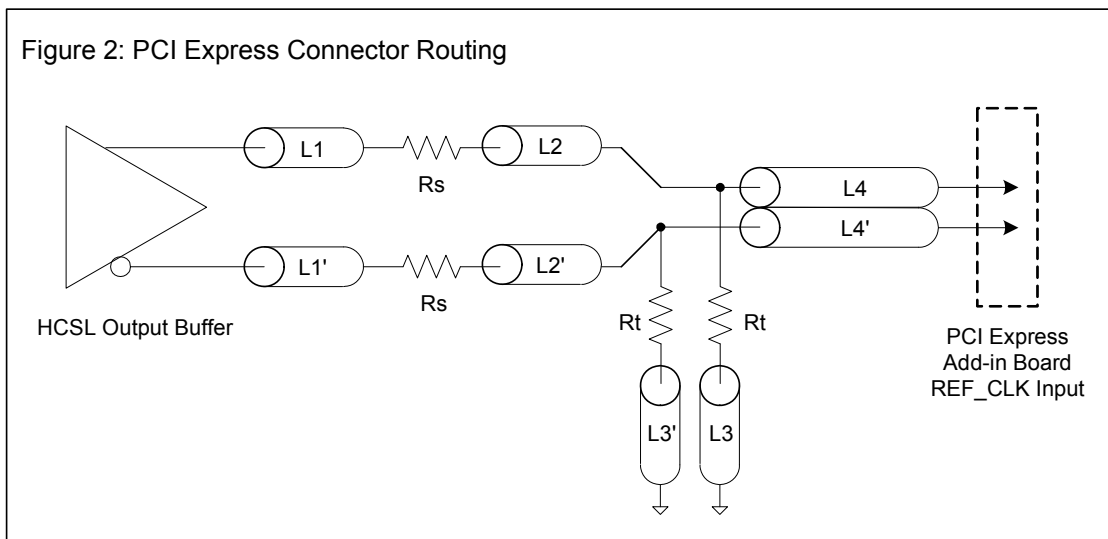 Figure 2: PCI Express Connector Routing
L1
Rs
L2
L4
L4'
L1'
Rs
L2'
HCSL Output Buffer
Rt
Rt
PCI Express
Add-in Board
REF_CLK Input
L3'
L3